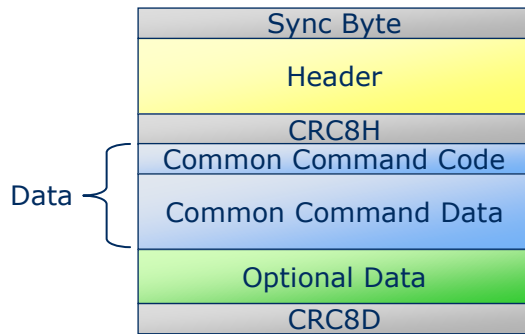 Sync Byte
Header
CRC8H
Common Command Code
Data
Common Command Data
Optional Data
CRC8D